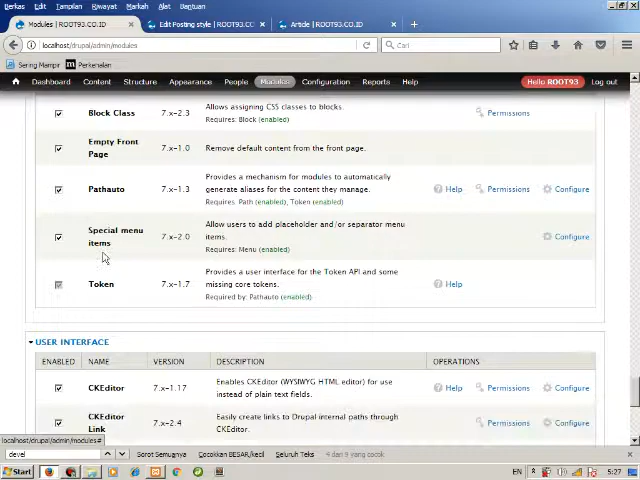 Berkas Edit Tampilan Riwayat Markah Alat Bantuan
Modules | ROOT93.CO.ID
Edit Posting style | ROOT93.CO...
Article | ROOT93.CO.ID
localhost/drupal/admin/modules
Cari
Sering Mampir
Perkenalan
Dashboard Content Structure Appearance People Modules Configuration Reports Help
Hello ROOT93
Log out
Block Class 7.x-2.3 Allows assigning CSS classes to blocks. Permissions
Requires: Block (enabled)
Empty Front
Page
7.x-1.0 Remove default content from the front page.
Pathauto 7.x-1.3 Provides a mechanism for modules to automatically
generate aliases for the content they manage.
Requires: Path (enabled), Token (enabled)
Help Permissions Configure
Special menu
items
7.x-2.0 Allow users to add placeholder and/or separator menu
items.
Requires: Menu (enabled)
Configure
Token 7.x-1.7 Provides a user interface for the Token API and some
missing core tokens.
Required by: Pathauto (enabled)
Help
USER INTERFACE
ENABLED NAME VERSION DESCRIPTION OPERATIONS
CKEditor 7.x-1.17 Enables CKEditor (WYSIWYG HTML editor) for use
instead of plain text fields.
Help Permissions Configure
CKEditor
Link
7.x-2.4 Easily create links to Drupal internal paths through
CKEditor.
Permissions Configure
localhost/drupal/admin/modules#
devel
Sorot Semuanya Cocokkan BESAR/kecil Seluruh Teks 4 dari 9 yang cocok
Start
EN
5:27